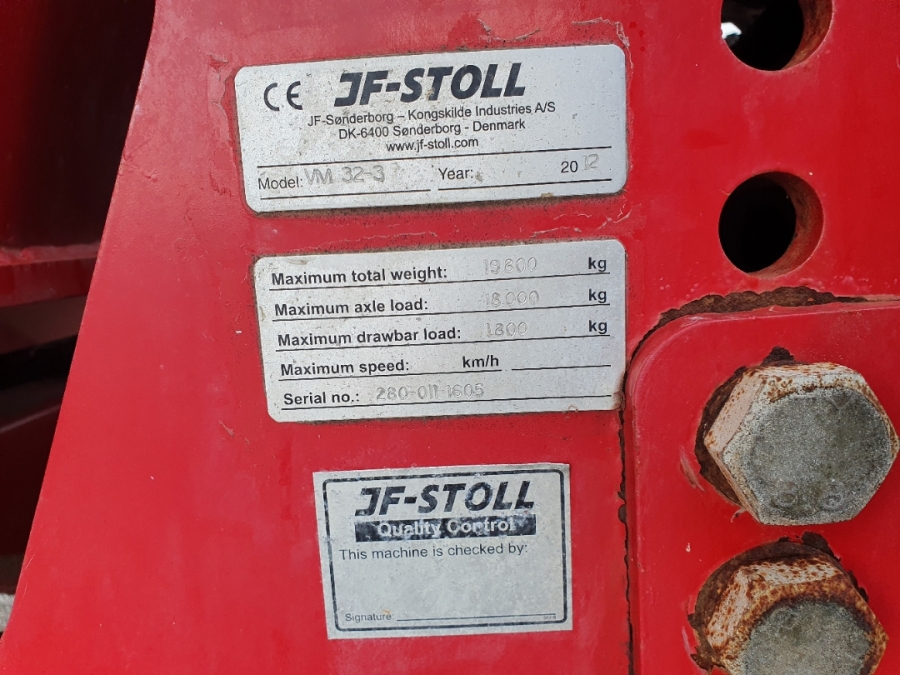 CE JF-STOLL
JF-Sønderborg – Kongskilde Industries A/S
DK-6400 Sønderborg - Denmark
www.jf-stoll.com
Model: VM 32-3 Year: 2012
Maximum total weight: 19800 kg
Maximum axle load: 18000 kg
Maximum drawbar load: 1800 kg
Maximum speed: km/h
Serial no.: 280-011-1605
JF-STOLL
Quality Control
This machine is checked by:
Signature: